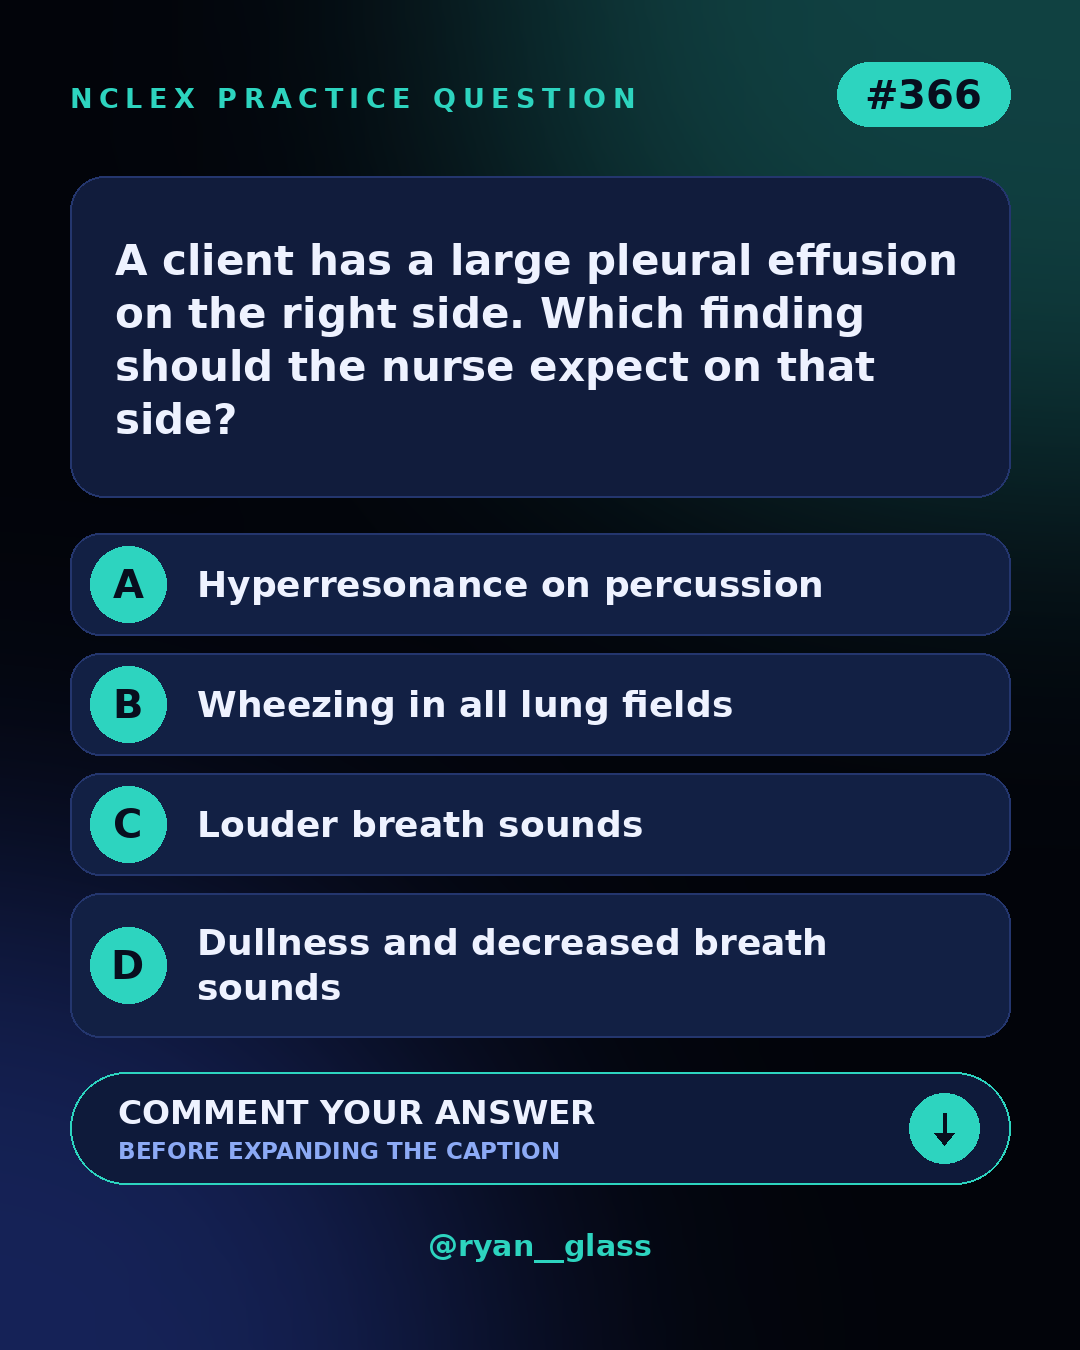 NCLEX PRACTICE QUESTION
#366
A client has a large pleural effusion
on the right side. Which finding
should the nurse expect on that
side?
A
Hyperresonance on percussion
B
Wheezing in all lung fields
C
Louder breath sounds
D
Dullness and decreased breath
sounds
COMMENT YOUR ANSWER
BEFORE EXPANDING THE CAPTION
@ryan__glass